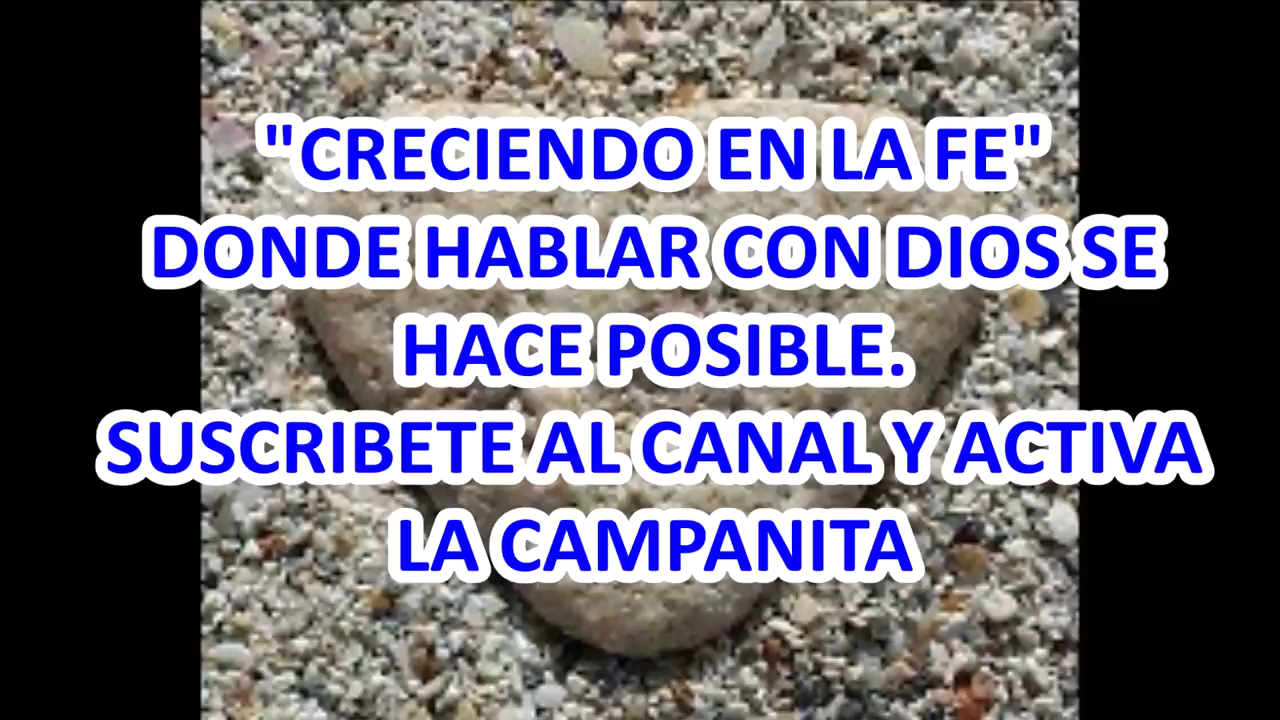 "CRECIENDO EN LA FE"
DONDE HABLAR CON DIOS SE
HACE POSIBLE.
SUSCRIBETE AL CANAL Y ACTIVA
LA CAMPANITA